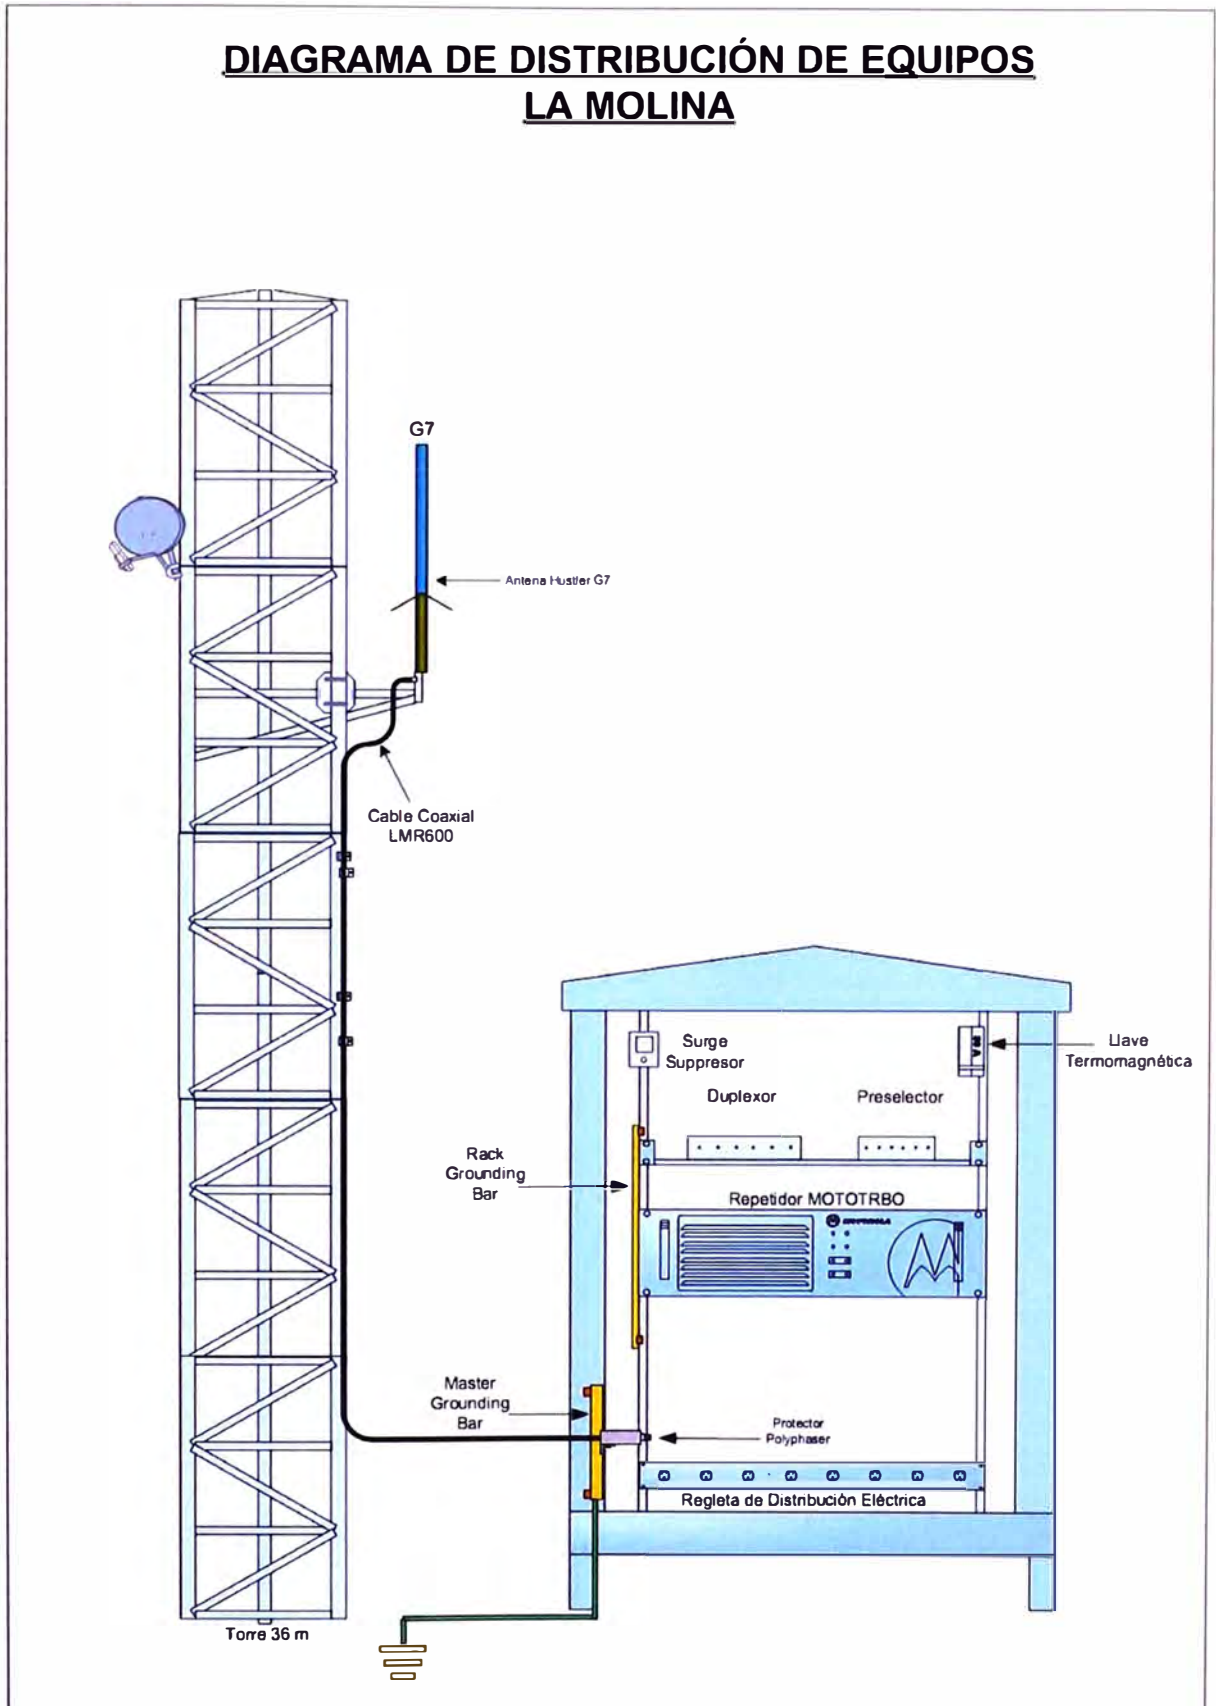 DIAGRAMA DE DISTRIBUCIÓN DE EQUIPOS
LA MOLINA
G7
Antena Hustler G7
Cable Coaxial
LMR600
Surge
Suppresor
Llave
Termomagnética
Duplexor
Preselector
Rack
Grounding
Bar
Repetidor MOTOTRBO
MOTOROLA
Master
Grounding
Bar
Protector
Polyphaser
Regleta de Distribución Eléctrica
Torre 36 m